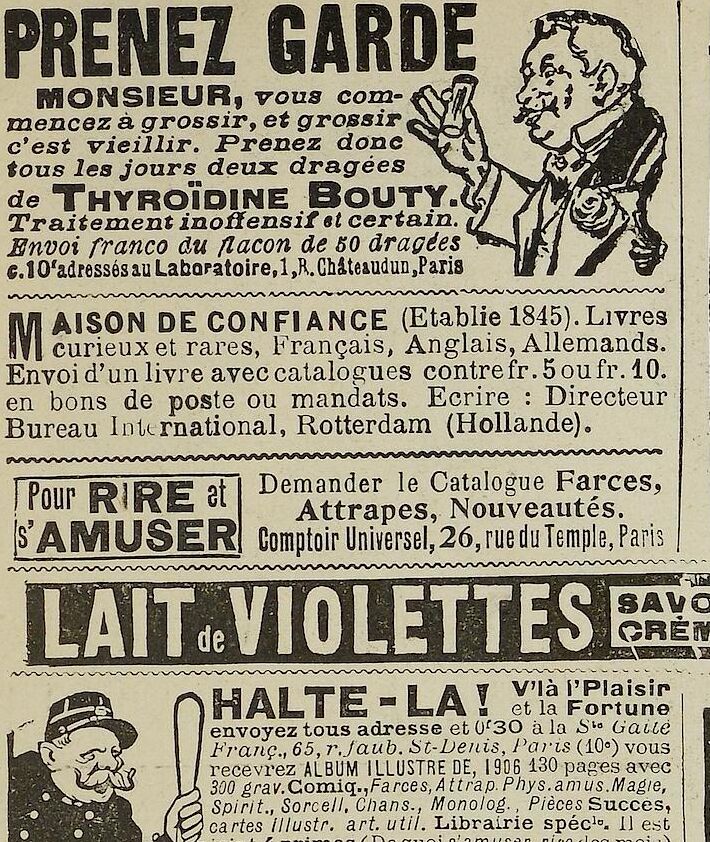 PRENEZ GARDE
MONSIEUR, vous com-
mencez à grossir, et grossir
c'est vieillir. Prenez donc
tous les jours deux dragées
de THYROÏDINE BOUTY.
Traitement inoffensif et certain.
Envoi franco du flacon de 50 dragées
c. 10f adressés au Laboratoire, 1, R. Châteaudun, Paris
MAISON DE CONFIANCE (Etablie 1845). Livres
curieux et rares, Français, Anglais, Allemands.
Envoi d'un livre avec catalogues contre fr. 5 ou fr. 10.
en bons de poste ou mandats. Ecrire : Directeur
Bureau International, Rotterdam (Hollande).
Pour RIRE et
s'AMUSER
Demander le Catalogue Farces,
Attrapes, Nouveautés.
Comptoir Universel, 26, rue du Temple, Paris
LAIT de VIOLETTES
SAVO
CRÈM
HALTE-LA! V'là l'Plaisir
et la Fortune
envoyez tous adresse et 0f30 à la Sté Gaîté
Franç., 65, r. faub. St-Denis, Paris (10e) vous
recevrez ALBUM ILLUSTRE DE, 1906 130 pages avec
300 grav. Comiq., Farces, Attrap. Phys. amus. Magie,
Spirit., Sorcell, Chans., Monolog., Pièces Succes,
cartes illustr. art. util. Librairie spécle. Il est